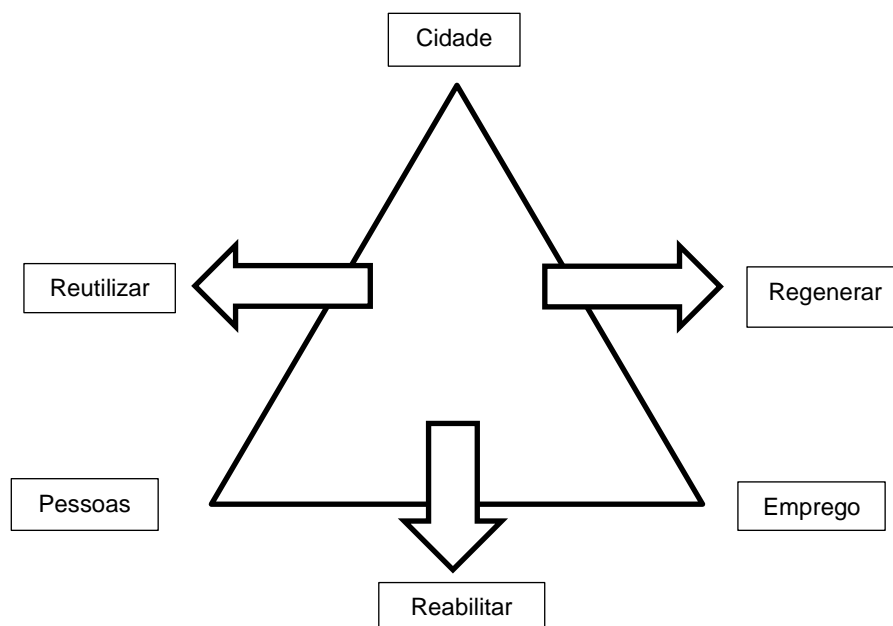 Cidade
Reutilizar
Regenerar
Pessoas
Emprego
Reabilitar